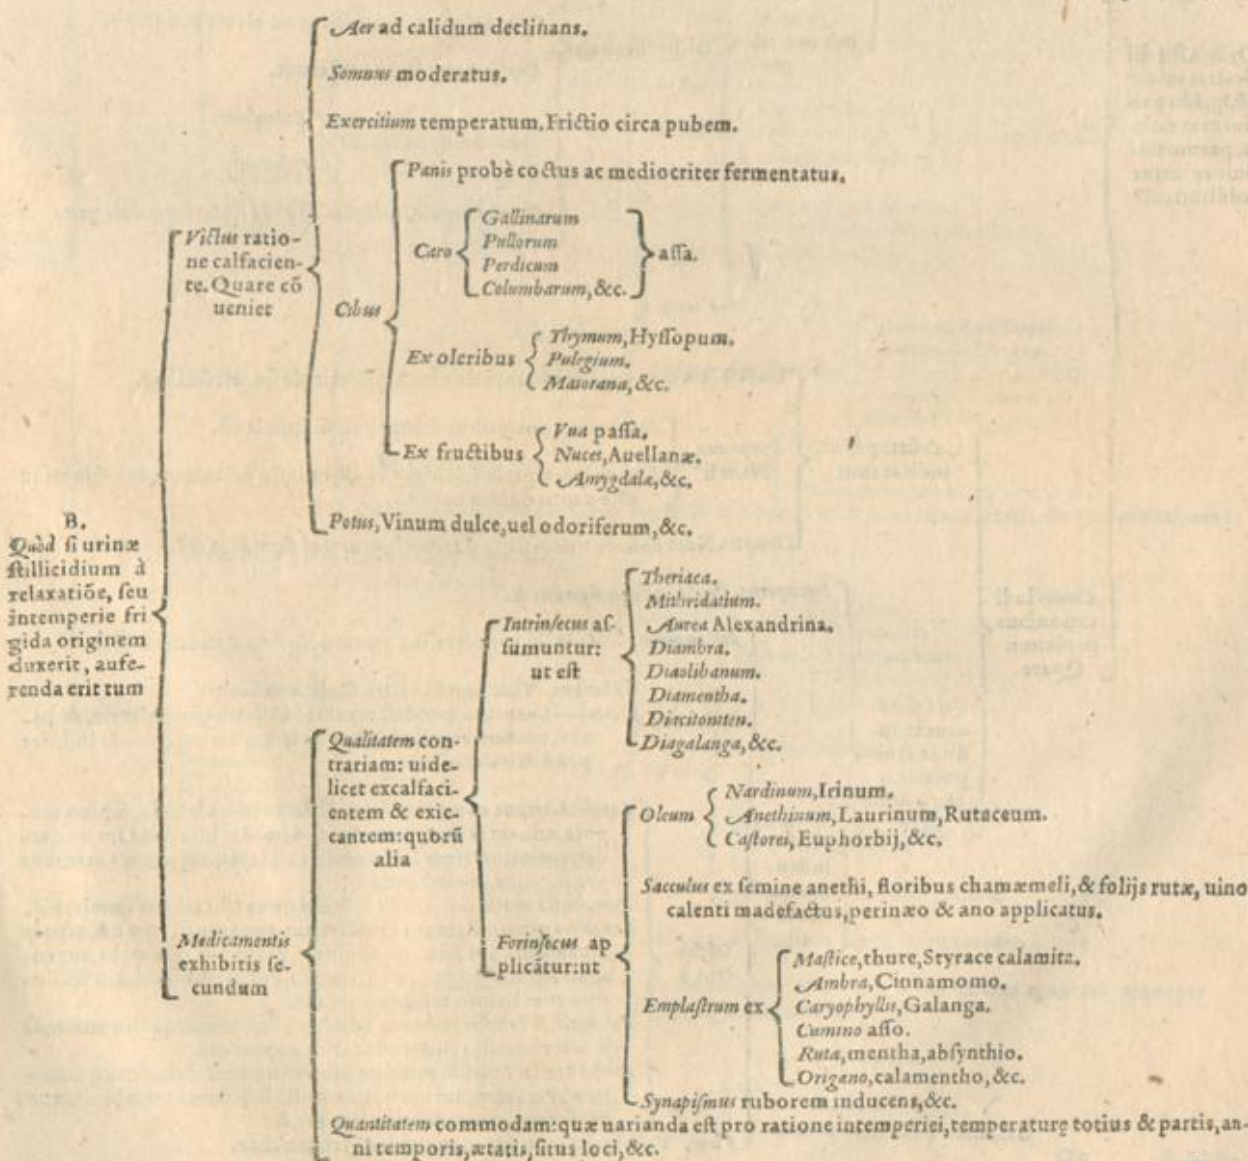 B.
Quòd ſi urinæ
ſtillicidium à
relaxatiõe, ſeu
intemperie fri
gida originem
duxerit, aufe-
renda erit tum
Victus ratio-
ne calfacien-
te. Quare cõ
ueniet
Aer ad calidum declinans.
Somnus moderatus.
Exercitium temperatum. Frictio circa pubem.
Cibus
Panis probè coctus ac mediocriter fermentatus.
Caro
Gallinarum
Pullorum
Perdicum
Columbarum, &c.
aſſa.
Ex oleribus
Thymum, Hyſſopum.
Pulegium.
Maiorana, &c.
Ex fructibus
Vua paſſa.
Nuces, Auellanæ.
Amygdalæ, &c.
Potus, Vinum dulce, uel odoriferum, &c.
Medicamentis
exhibitis ſe-
cundum
Qualitatem con-
trariam: uide-
licet excalfaci-
entem & exic-
cantem: quorũ
alia
Intrinſecus aſ-
ſumuntur:
ut eſt
Theriaca.
Mithridatium.
Aurea Alexandrina.
Diambra.
Diaolibanum.
Diamentha.
Diacitoniten.
Diagalanga, &c.
Forinſecus ap
plicãtur: ut
Oleum
Nardinum, Irinum.
Anethinum, Laurinum, Rutaceum.
Caſtorei, Euphorbij, &c.
Sacculus ex ſemine anethi, floribus chamæmeli, & folijs rutæ, uino
calenti madefactus, perinæo & ano applicatus.
Emplaſtrum ex
Maſtice, thure, Styrace calamita.
Ambra, Cinnamomo.
Caryophyllis, Galanga.
Cumino aſſo.
Ruta, mentha, abſynthio.
Origano, calamentho, &c.
Synapiſmus ruborem inducens, &c.
Quantitatem commodam: quæ uarianda eſt pro ratione intemperiei, temperaturę totius & partis, an-
ni temporis, ætatis, ſitus loci, &c.